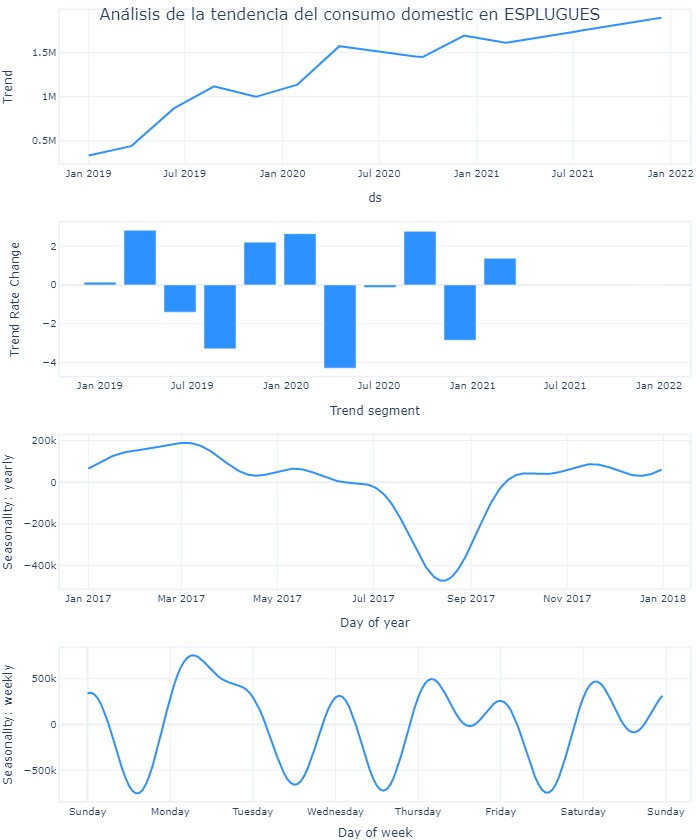 Análisis de la tendencia del consumo domestic en ESPLUGUES
Trend
1.5M
1M
0.5M
Jan 2019 Jul 2019 Jan 2020 Jul 2020 Jan 2021 Jul 2021 Jan 2022
ds
Trend Rate Change
2
0
−2
−4
Jan 2019 Jul 2019 Jan 2020 Jul 2020 Jan 2021 Jul 2021 Jan 2022
Trend segment
Seasonality: yearly
200k
0
−200k
−400k
Jan 2017 Mar 2017 May 2017 Jul 2017 Sep 2017 Nov 2017 Jan 2018
Day of year
Seasonality: weekly
500k
0
−500k
Sunday Monday Tuesday Wednesday Thursday Friday Saturday Sunday
Day of week